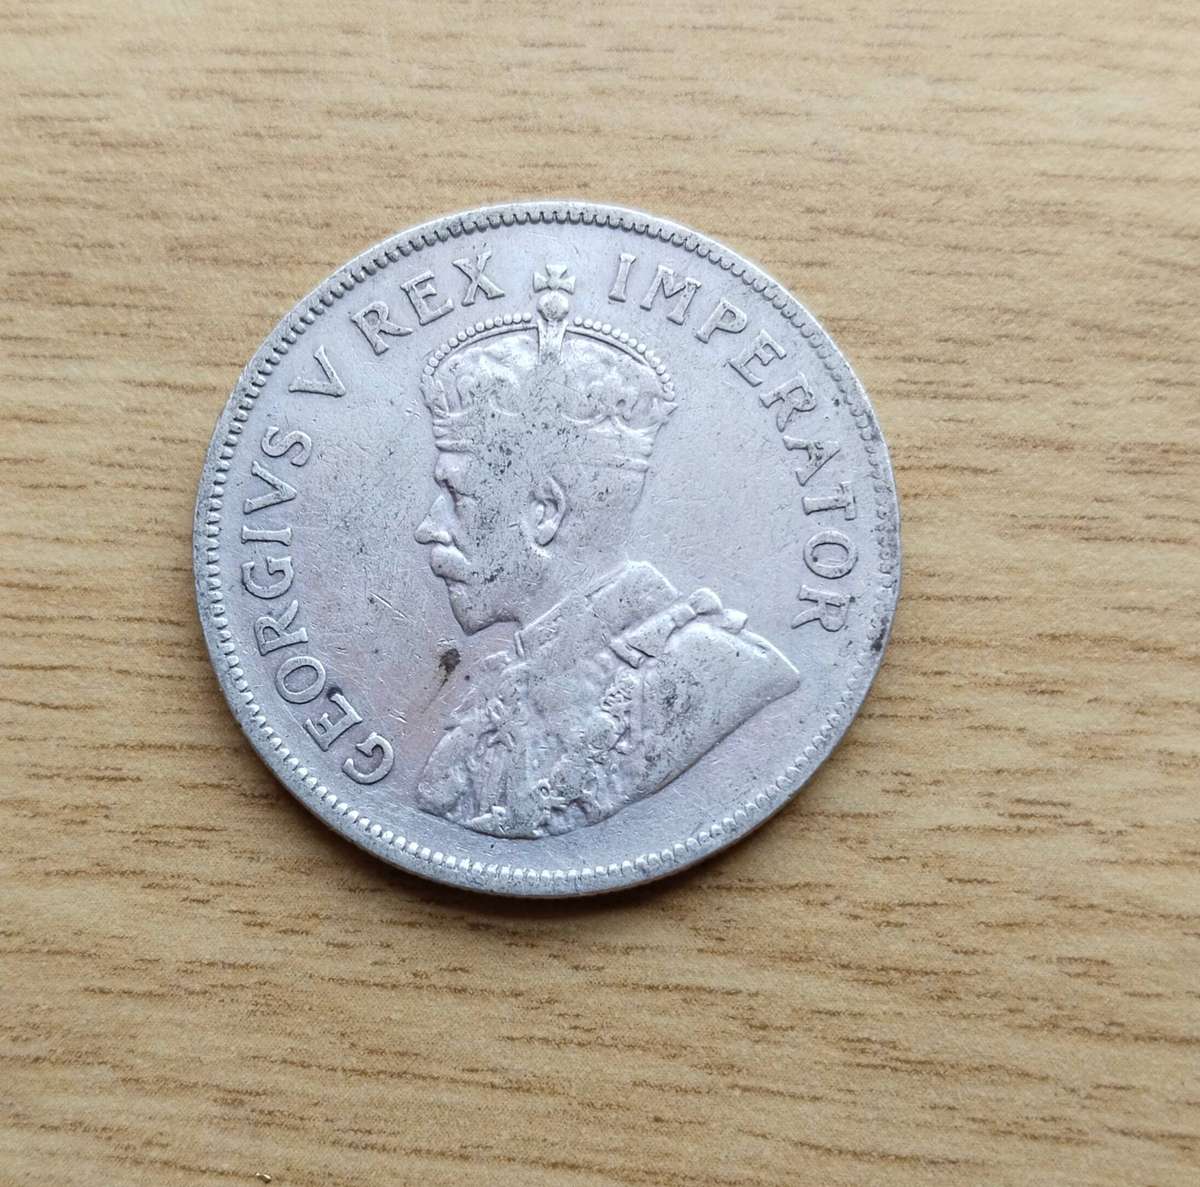 GEORGIVS V REX IMPERATOR